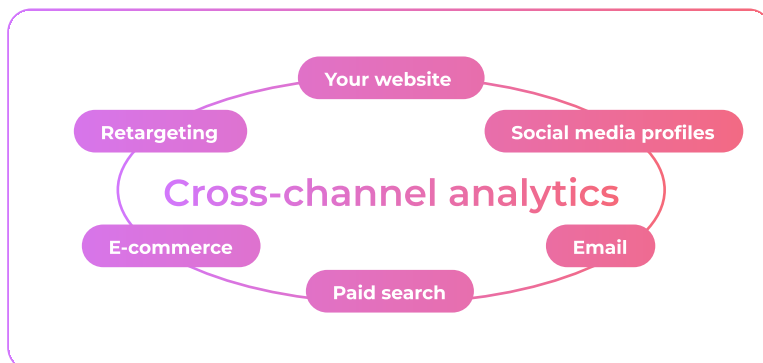 Your website
Retargeting
Social media profiles
Cross-channel analytics
E-commerce
Email
Paid search